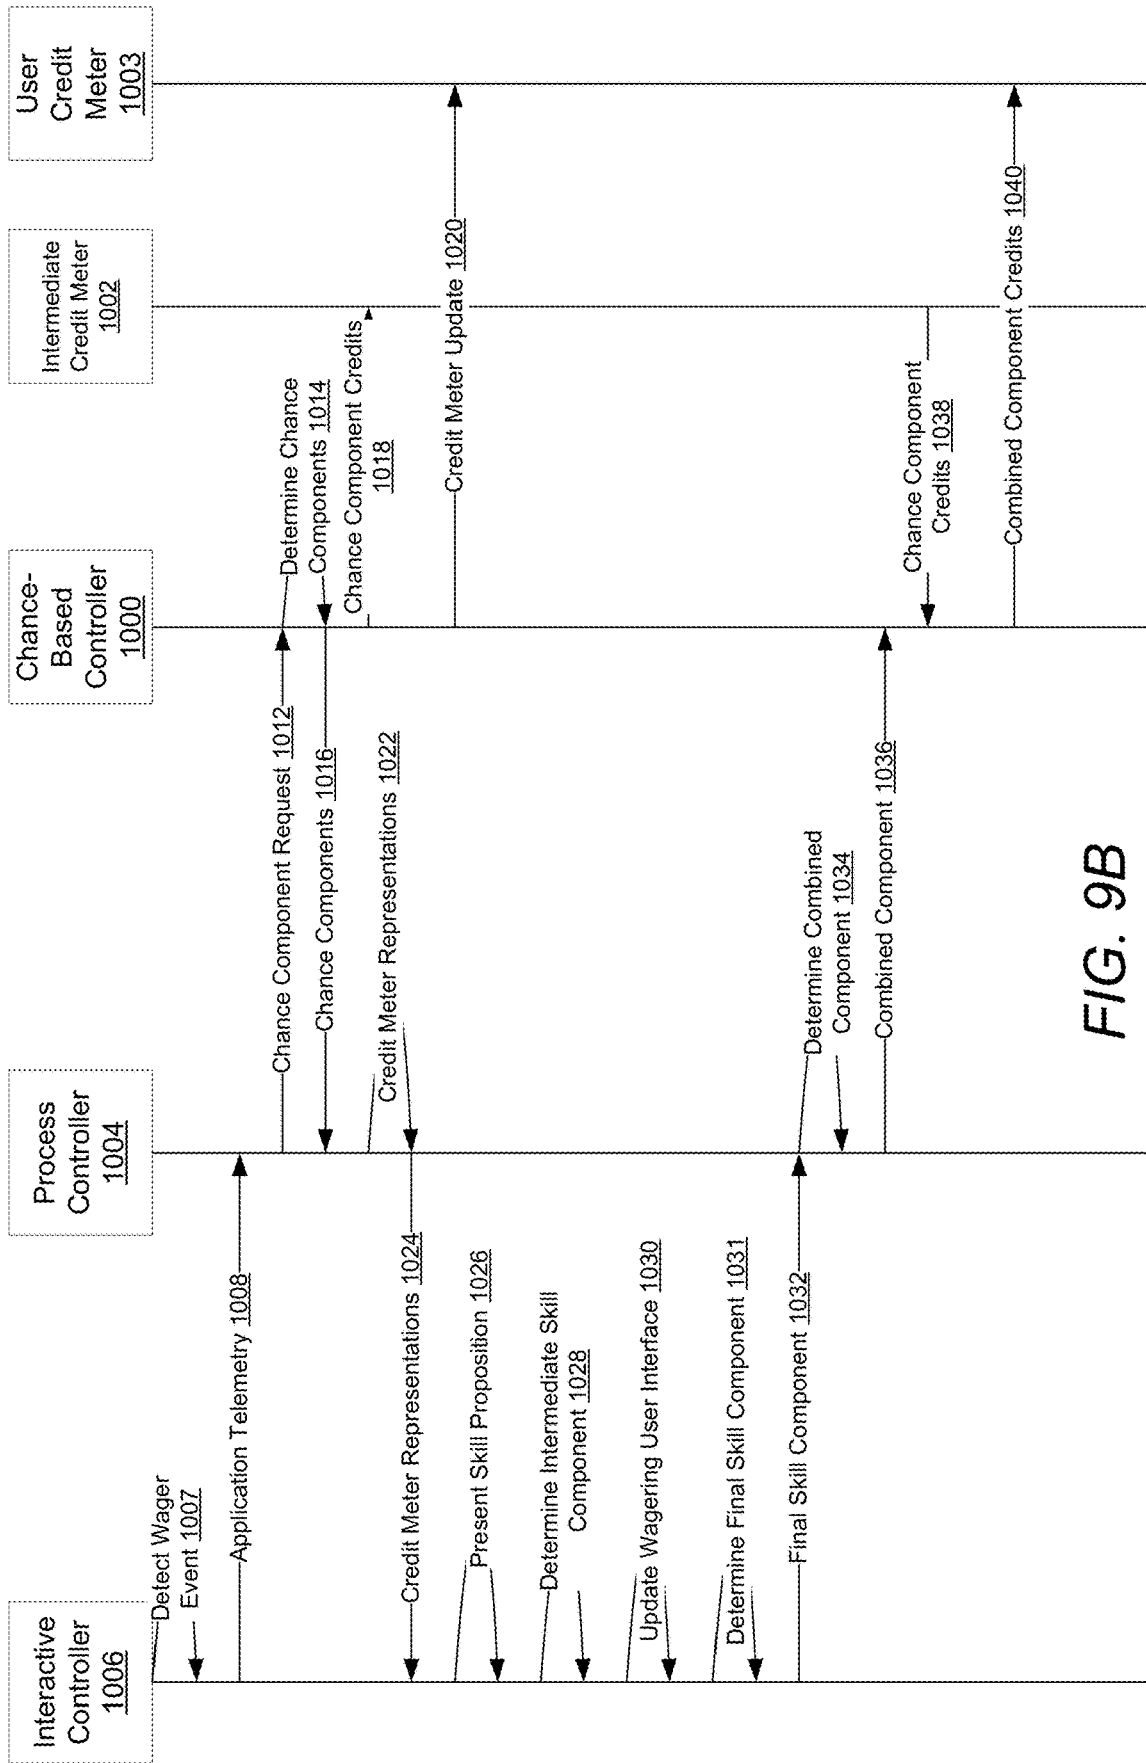 Interactive
Controller
1006
Process
Controller
1004
Chance-
Based
Controller
1000
Intermediate
Credit Meter
1002
User
Credit
Meter
1003
Detect Wager
Event 1007
Application Telemetry 1008
Chance Component Request 1012
Determine Chance
Components 1014
Chance Components 1016
Chance Component Credits
1018
Credit Meter Representations 1022
Credit Meter Representations 1024
Credit Meter Update 1020
Present Skill Proposition 1026
Determine Intermediate Skill
Component 1028
Update Wagering User Interface 1030
Determine Final Skill Component 1031
Final Skill Component 1032
Determine Combined
Component 1034
Combined Component 1036
Chance Component
Credits 1038
Combined Component Credits 1040
FIG. 9B